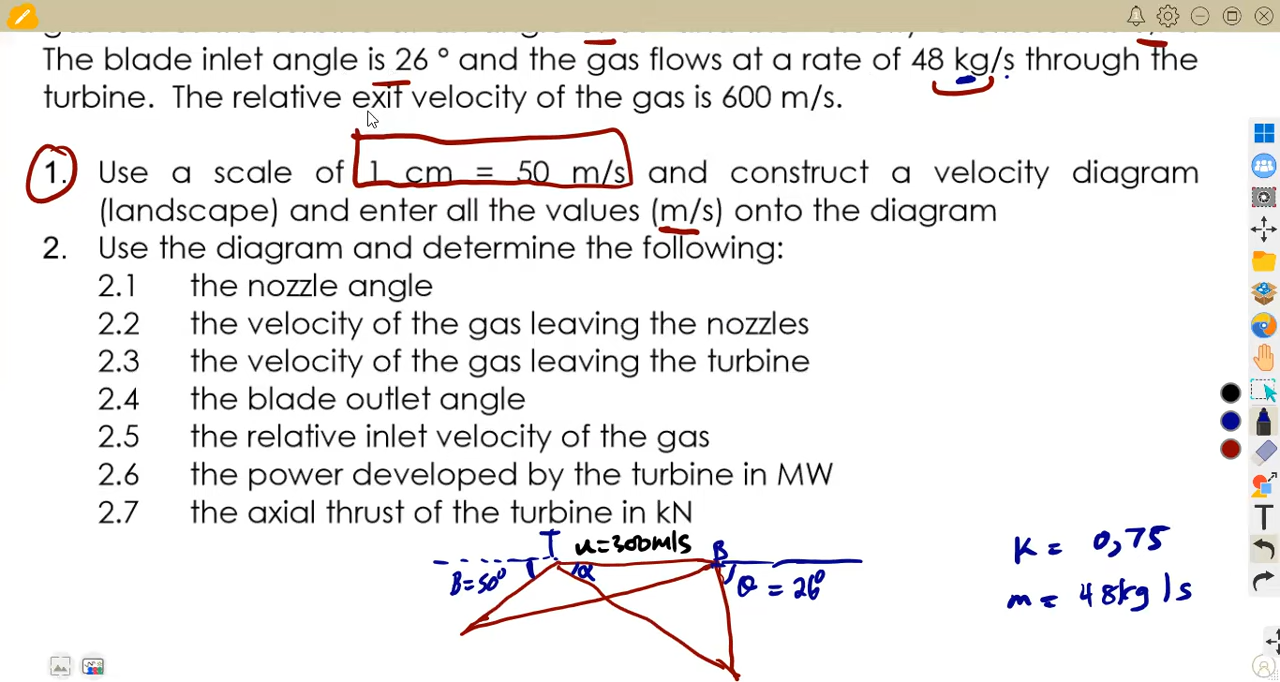 The blade inlet angle is 26 ° and the gas flows at a rate of 48 kg/s through the
turbine. The relative exit velocity of the gas is 600 m/s.
1. Use a scale of 1 cm = 50 m/s and construct a velocity diagram
(landscape) and enter all the values (m/s) onto the diagram
2. Use the diagram and determine the following:
2.1 the nozzle angle
2.2 the velocity of the gas leaving the nozzles
2.3 the velocity of the gas leaving the turbine
2.4 the blade outlet angle
2.5 the relative inlet velocity of the gas
2.6 the power developed by the turbine in MW
2.7 the axial thrust of the turbine in kN
T u=300m/s B
B=50° α θ = 26°
K = 0,75
m = 48kg/s
T